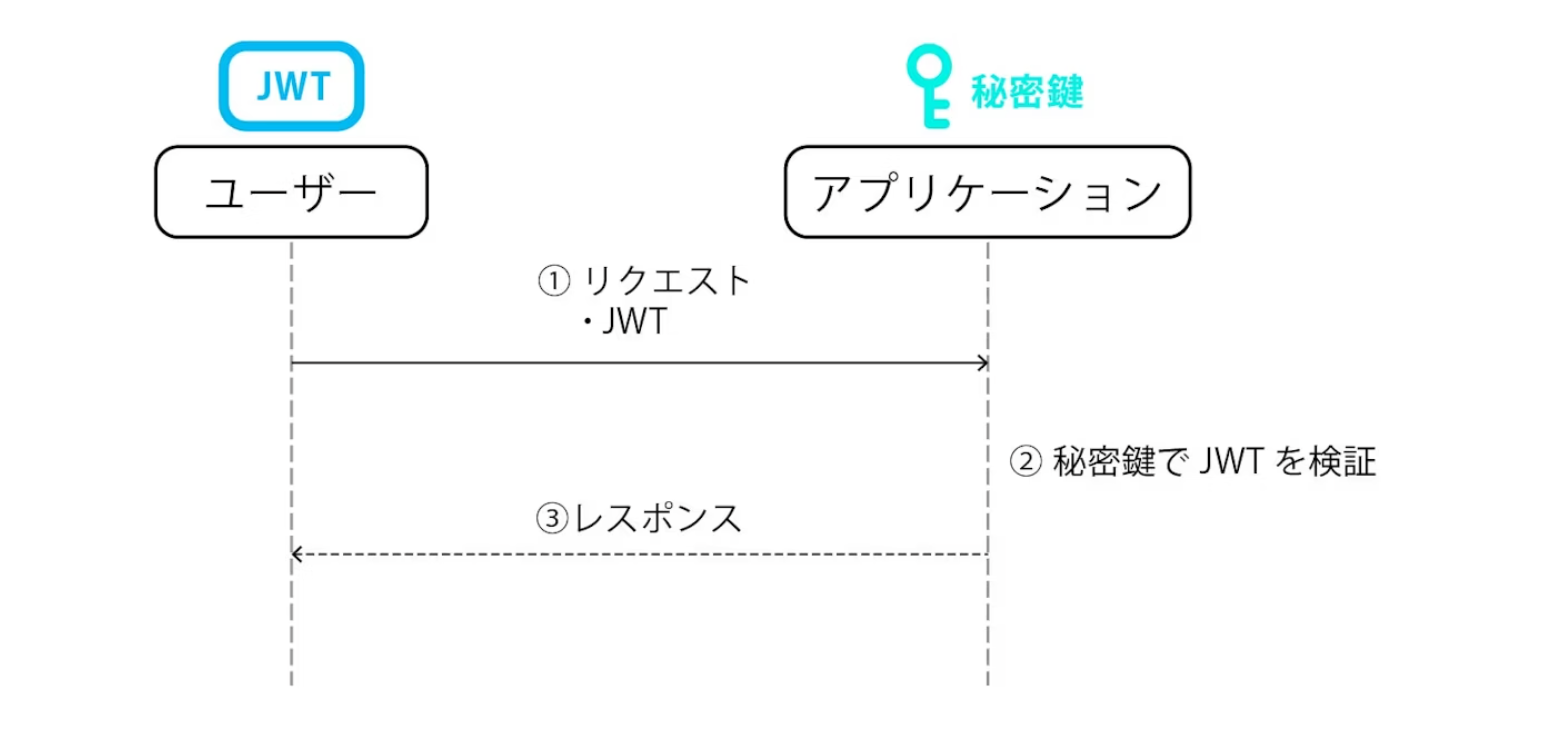 JWT
秘密鍵
ユーザー
アプリケーション
① リクエスト
・JWT
② 秘密鍵で JWT を検証
③レスポンス